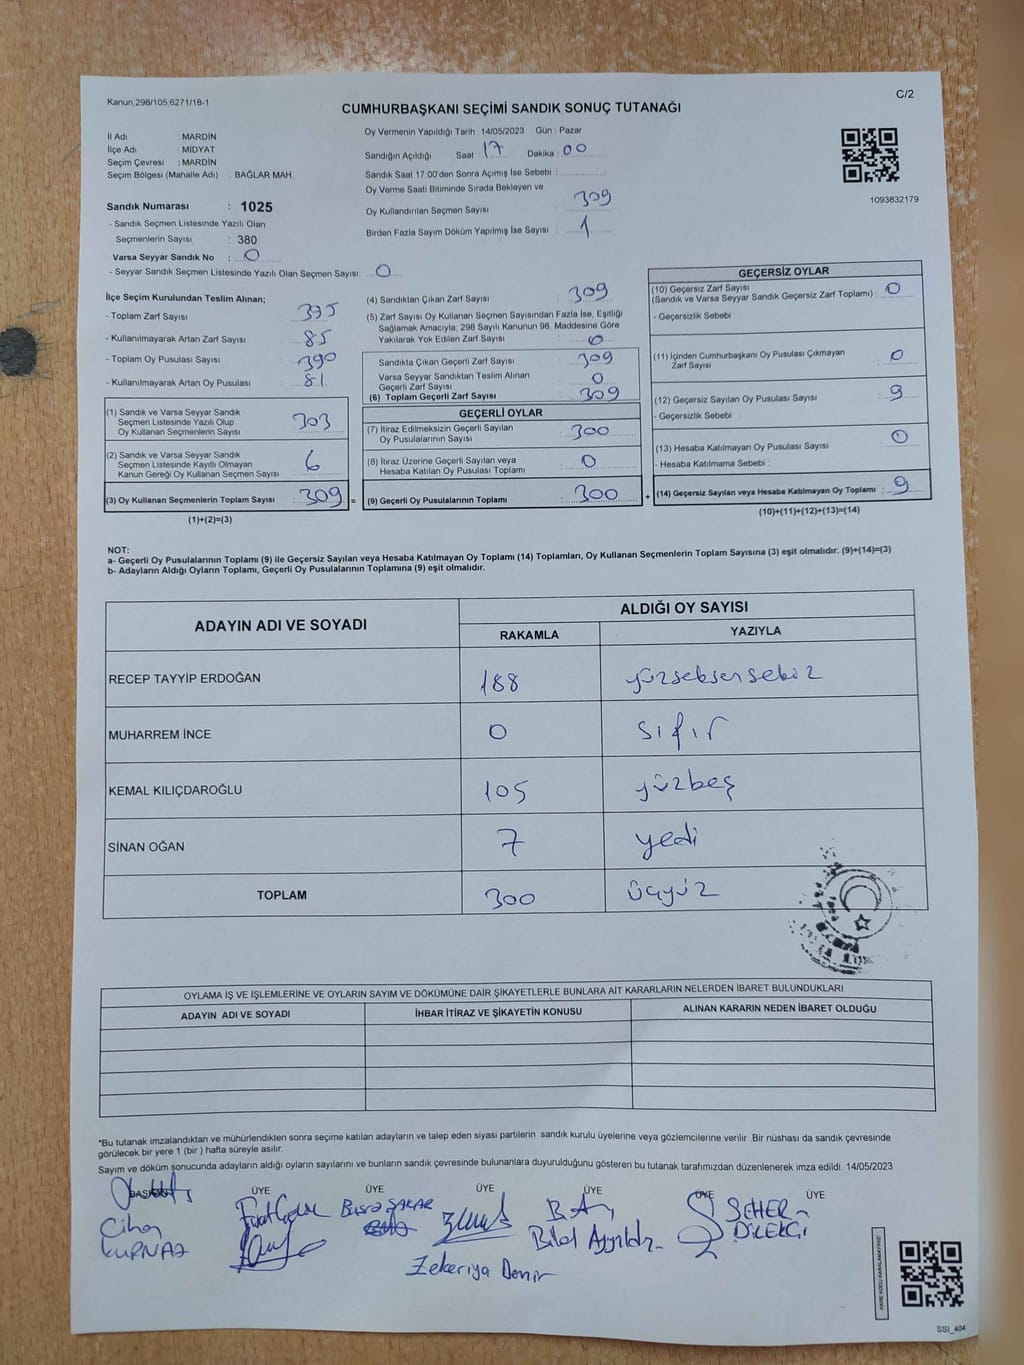 Kanun,298/105;6271/18-1
C/2
CUMHURBAŞKANI SEÇİMİ SANDIK SONUÇ TUTANAĞI
İl Adı : MARDİN
İlçe Adı : MİDYAT
Seçim Çevresi : MARDİN
Seçim Bölgesi (Mahalle Adı) : BAĞLAR MAH.
Oy Vermenin Yapıldığı Tarih : 14/05/2023 Gün : Pazar
Sandığın Açıldığı Saat 17 Dakika : 00
Sandık Saat 17.00'den Sonra Açımış İse Sebebi :
Oy Verme Saati Bitiminde Sırada Bekleyen ve
Oy Kullandırılan Seçmen Sayısı : 309
Birden Fazla Sayım Döküm Yapılmış İse Sayısı : 1
1093832179
Sandık Numarası : 1025
- Sandık Seçmen Listesinde Yazılı Olan
Seçmenlerin Sayısı : 380
Varsa Seyyar Sandık No : 0
- Seyyar Sandık Seçmen Listesinde Yazılı Olan Seçmen Sayısı: 0
İlçe Seçim Kurulundan Teslim Alınan;
- Toplam Zarf Sayısı : 395
- Kullanılmayarak Artan Zarf Sayısı : 85
- Toplam Oy Pusulası Sayısı : 390
- Kullanılmayarak Artan Oy Pusulası : 81
(1) Sandık ve Varsa Seyyar Sandık
Seçmen Listesinde Yazılı Olup
Oy Kullanan Seçmenlerin Sayısı : 303
(2) Sandık ve Varsa Seyyar Sandık
Seçmen Listesinde Kayıtlı Olmayan
Kanun Gereği Oy Kullanan Seçmen Sayısı : 6
(3) Oy Kullanan Seçmenlerin Toplam Sayısı : 309 =
(1)+(2)=(3)
(4) Sandıktan Çıkan Zarf Sayısı : 309
(5) Zarf Sayısı Oy Kullanan Seçmen Sayısından Fazla İse, Eşitliği
Sağlamak Amacıyla; 298 Sayılı Kanunun 98. Maddesine Göre
Yakılarak Yok Edilen Zarf Sayısı : 0
Sandıkta Çıkan Geçerli Zarf Sayısı : 309
Varsa Seyyar Sandıktan Teslim Alınan
Geçerli Zarf Sayısı : 0
(6) Toplam Geçerli Zarf Sayısı : 309
GEÇERLİ OYLAR
(7) İtiraz Edilmeksizin Geçerli Sayılan
Oy Pusulalarının Sayısı : 300
(8) İtiraz Üzerine Geçerli Sayılan veya
Hesaba Katılan Oy Pusulası Toplamı : 0
(9) Geçerli Oy Pusulalarının Toplamı : 300 +
GEÇERSİZ OYLAR
(10) Geçersiz Zarf Sayısı
(Sandık ve Varsa Seyyar Sandık Geçersiz Zarf Toplamı) : 0
- Geçersizlik Sebebi :
(11) İçinden Cumhurbaşkanı Oy Pusulası Çıkmayan
Zarf Sayısı : 0
(12) Geçersiz Sayılan Oy Pusulası Sayısı : 9
- Geçersizlik Sebebi :
(13) Hesaba Katılmayan Oy Pusulası Sayısı : 0
- Hesaba Katılmama Sebebi :
(14) Geçersiz Sayılan veya Hesaba Katılmayan Oy Toplamı : 9
(10)+(11)+(12)+(13)=(14)
NOT:
a- Geçerli Oy Pusulalarının Toplamı (9) ile Geçersiz Sayılan veya Hesaba Katılmayan Oy Toplamı (14) Toplamları, Oy Kullanan Seçmenlerin Toplam Sayısına (3) eşit olmalıdır. (9)+(14)=(3)
b- Adayların Aldığı Oyların Toplamı, Geçerli Oy Pusulalarının Toplamına (9) eşit olmalıdır.
ADAYIN ADI VE SOYADI ALDIĞI OY SAYISI
RAKAMLA YAZIYLA
RECEP TAYYİP ERDOĞAN 188 yüzseksensekiz
MUHARREM İNCE 0 sıfır
KEMAL KILIÇDAROĞLU 105 yüzbeş
SİNAN OĞAN 7 yedi
TOPLAM 300 üçyüz
OYLAMA İŞ VE İŞLEMLERİNE VE OYLARIN SAYIM VE DÖKÜMÜNE DAİR ŞİKAYETLERLE BUNLARA AİT KARARLARIN NELERDEN İBARET BULUNDUKLARI
ADAYIN ADI VE SOYADI İHBAR İTİRAZ VE ŞİKAYETİN KONUSU ALINAN KARARIN NEDEN İBARET OLDUĞU
*Bu tutanak imzalandıktan ve mühürlendikten sonra seçime katılan adayların ve talep eden siyasi partilerin sandık kurulu üyelerine veya gözlemcilerine verilir .Bir nüshası da sandık çevresinde
görülecek bir yere 1 (bir ) hafta süreyle asılır.
Sayım ve döküm sonucunda adayların aldığı oyların sayılarını ve bunların sandık çevresinde bulunanlara duyurulduğunu gösteren bu tutanak tarafımızdan düzenlenerek imza edildi. 14/05/2023
BAŞKAN ÜYE ÜYE ÜYE ÜYE ÜYE ÜYE
Cihan KURNAZ
Büşra ŞAKAR
Zekeriya Demir
SEHER DİLEKÇİ
KARE KODU KARALAMAYINIZ!
SSI_404